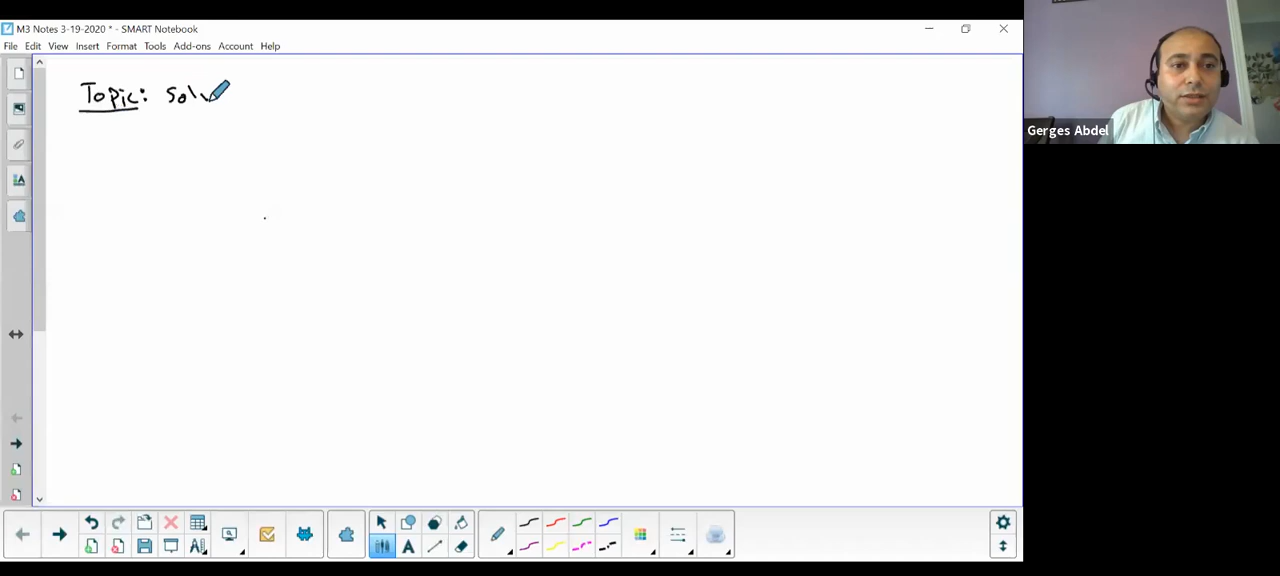 M3 Notes 3-19-2020 * - SMART Notebook
File Edit View Insert Format Tools Add-ons Account Help
Topic: Solv
Gerges Abdel